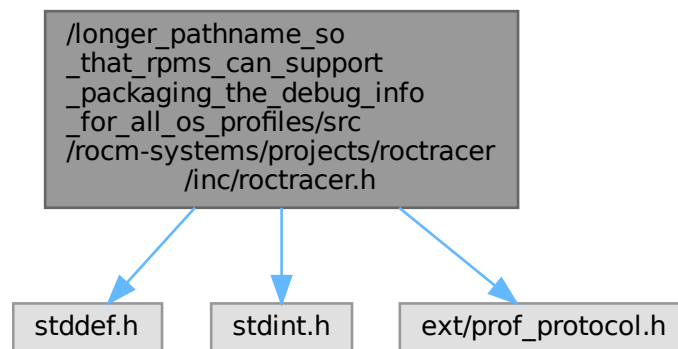 /longer_pathname_so
_that_rpms_can_support
_packaging_the_debug_info
_for_all_os_profiles/src
/rocm-systems/projects/roctracer
/inc/roctracer.h
stddef.h
stdint.h
ext/prof_protocol.h